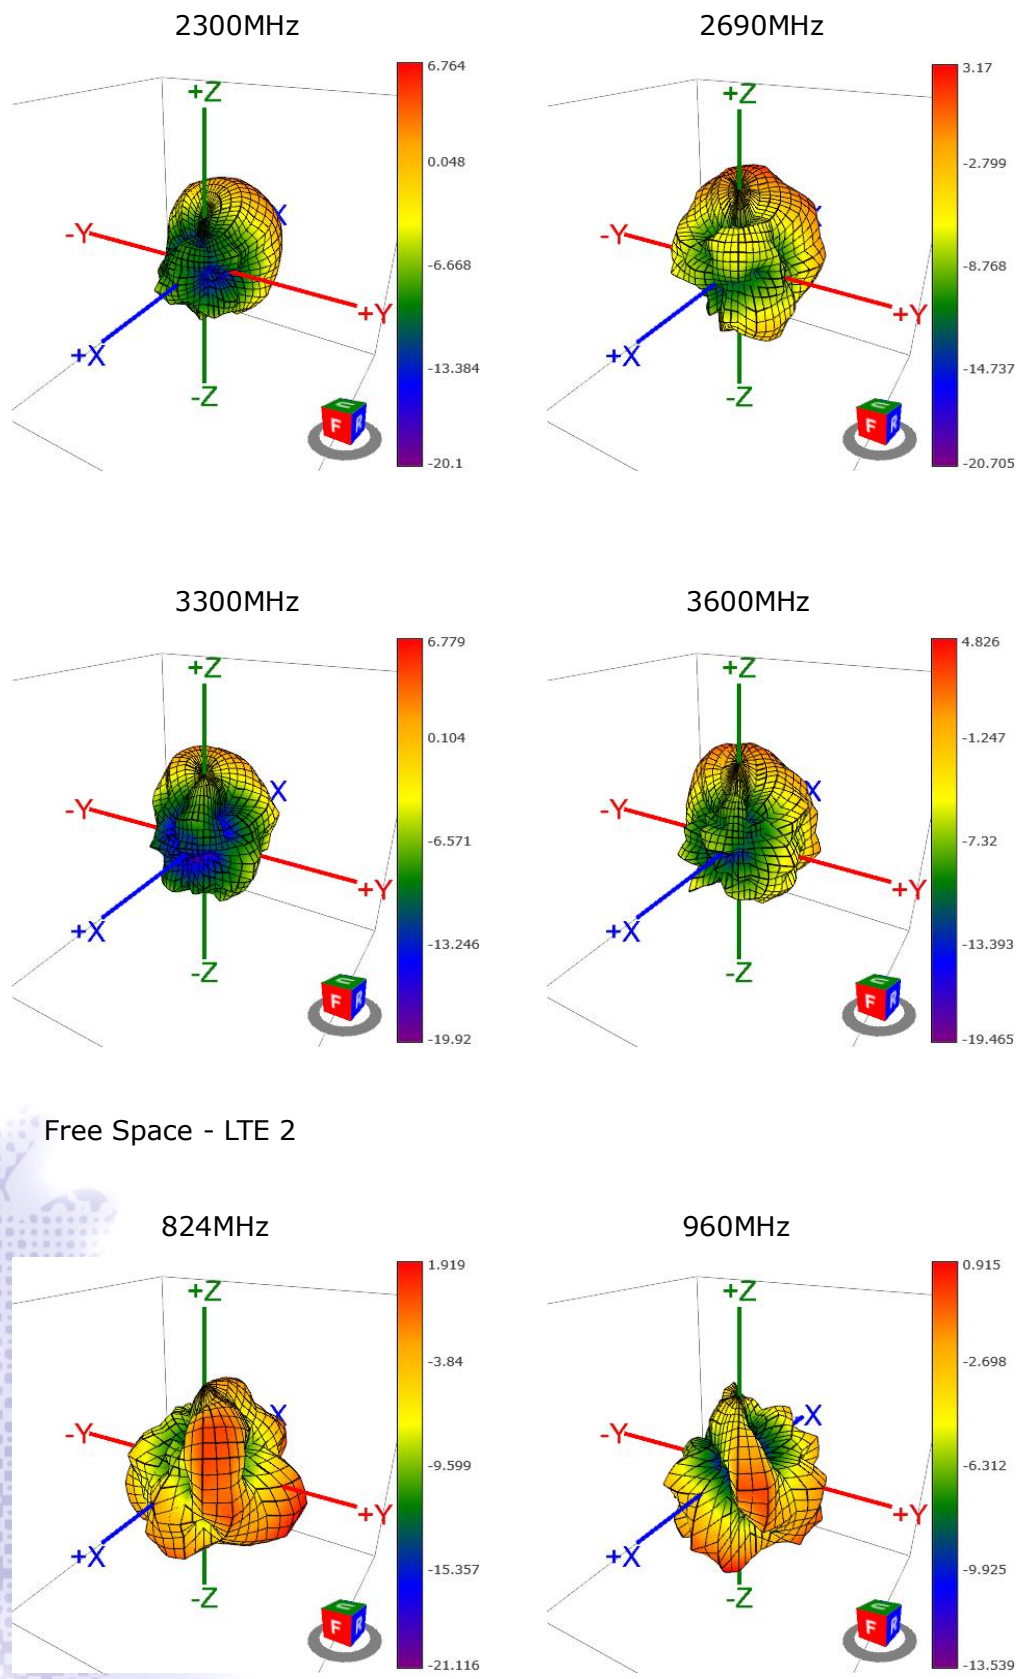 2300MHz 2690MHz
6.764 3.17
+Z +Z
0.048 -2.799
X
-Y -Y
-6.668 -8.768
+Y +Y
+X +X
-13.384 -14.737
-Z -Z
U U
F R F R
-20.1 -20.705
3300MHz 3600MHz
6.779 4.826
+Z +Z
0.104 -1.247
X X
-Y -Y
-6.571 -7.32
+Y +Y
+X +X
-13.246 -13.393
-Z -Z
U U
F R F R
-19.92 -19.465
Free Space - LTE 2
824MHz 960MHz
1.919 0.915
+Z +Z
-3.84 -2.698
X -X
-Y -Y
-9.599 -6.312
+Y +Y
+X +X
-15.357 -9.925
-Z -Z
U U
F R F R
-21.116 -13.539